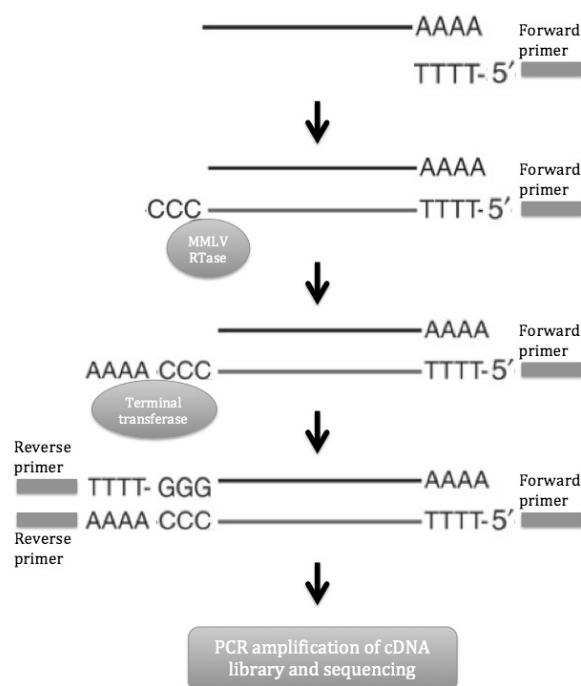 AAAA
Forward
primer
TTTT-5′
AAAA
Forward
primer
CCC
TTTT-5′
MMLV
RTase
AAAA
Forward
primer
AAAA CCC
TTTT-5′
Terminal
transferase
Reverse
primer
TTTT- GGG
AAAA
Forward
primer
AAAA CCC
TTTT-5′
Reverse
primer
PCR amplification of cDNA
library and sequencing